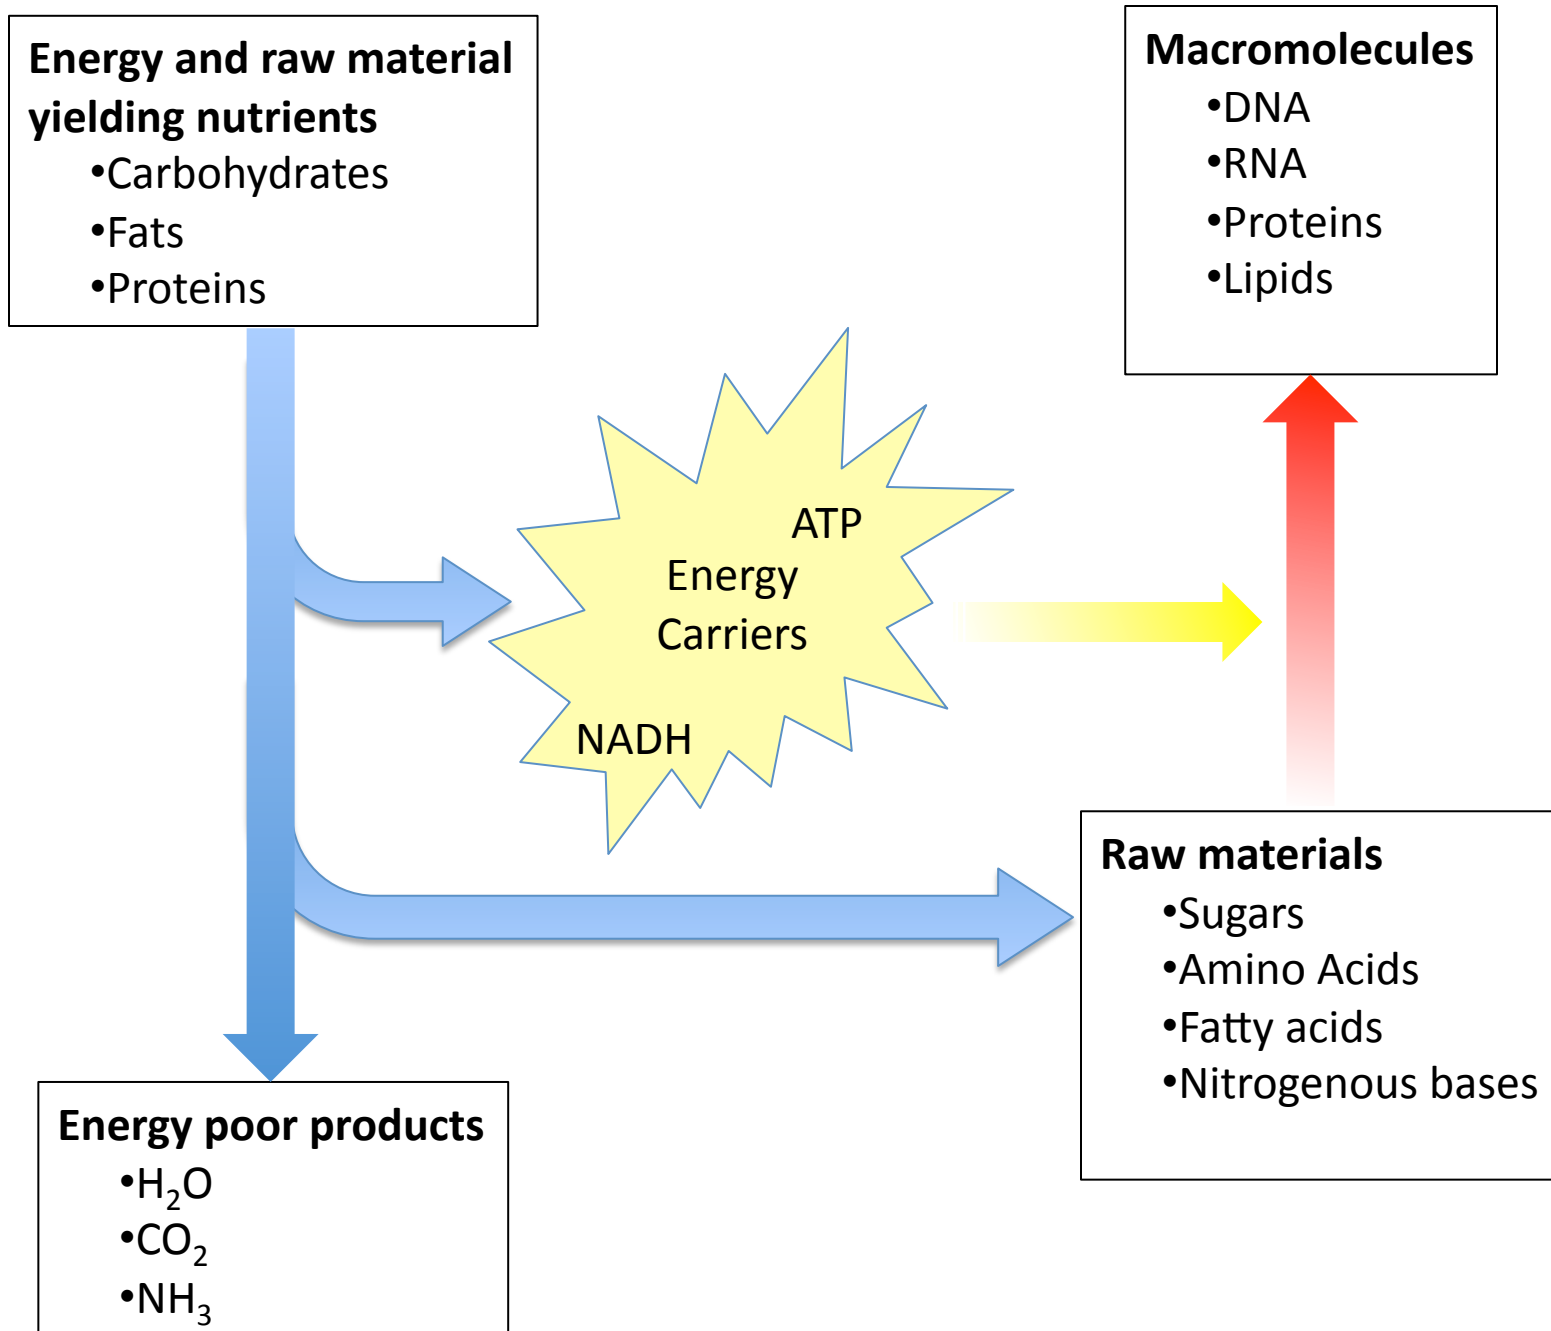 Energy and raw material
yielding nutrients
•Carbohydrates
•Fats
•Proteins
Macromolecules
•DNA
•RNA
•Proteins
•Lipids
ATP
Energy
Carriers
NADH
Raw materials
•Sugars
•Amino Acids
•Fatty acids
•Nitrogenous bases
Energy poor products
•H₂O
•CO₂
•NH₃